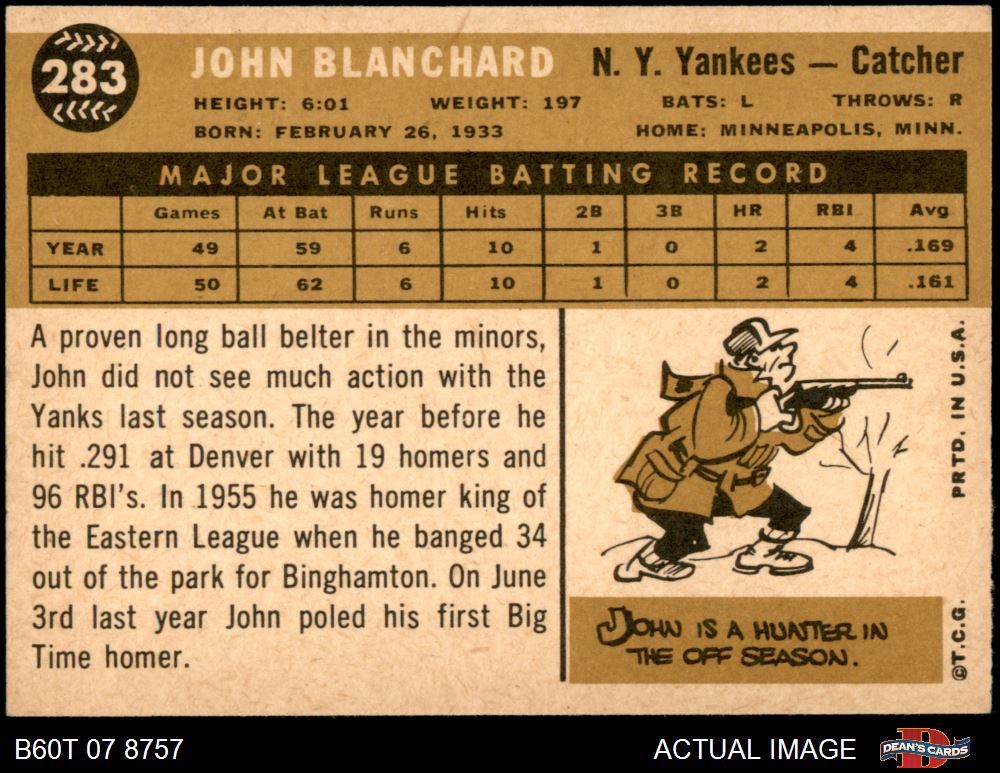 283
JOHN BLANCHARD N. Y. Yankees — Catcher
HEIGHT: 6:01 WEIGHT: 197 BATS: L THROWS: R
BORN: FEBRUARY 26, 1933 HOME: MINNEAPOLIS, MINN.
MAJOR LEAGUE BATTING RECORD
Games At Bat Runs Hits 2B 3B HR RBI Avg
YEAR 49 59 6 10 1 0 2 4 .169
LIFE 50 62 6 10 1 0 2 4 .161
A proven long ball belter in the minors,
John did not see much action with the
Yanks last season. The year before he
hit .291 at Denver with 19 homers and
96 RBI's. In 1955 he was homer king of
the Eastern League when he banged 34
out of the park for Binghamton. On June
3rd last year John poled his first Big
Time homer.
JOHN IS A HUNTER IN
THE OFF SEASON.
©T.C.G. PRTD. IN U.S.A.
B60T 07 8757 ACTUAL IMAGE DEAN'S CARDS